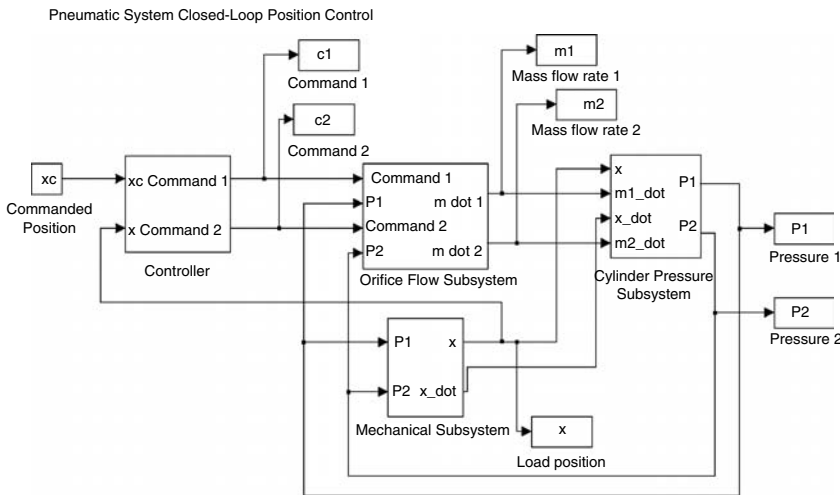 Pneumatic System Closed-Loop Position Control
c1
Command 1
c2
Command 2
m1
Mass flow rate 1
m2
Mass flow rate 2
xc
Commanded
Position
xc Command 1
x Command 2
Controller
Command 1
P1
m dot 1
Command 2
P2
m dot 2
Orifice Flow Subsystem
x
m1_dot
x_dot
m2_dot
P1
P2
Cylinder Pressure
Subsystem
P1
Pressure 1
P2
Pressure 2
P1
x
P2
x_dot
Mechanical Subsystem
x
Load position